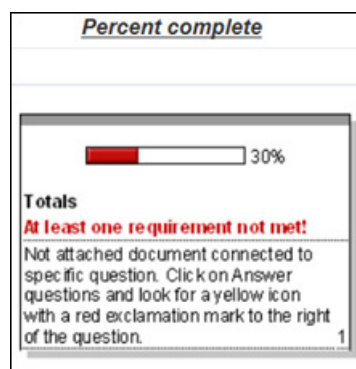 Percent complete
30%
Totals
At least one requirement not met!
Not attached document connected to
specific question. Click on Answer
questions and look for a yellow icon
with a red exclamation mark to the right
of the question. 1